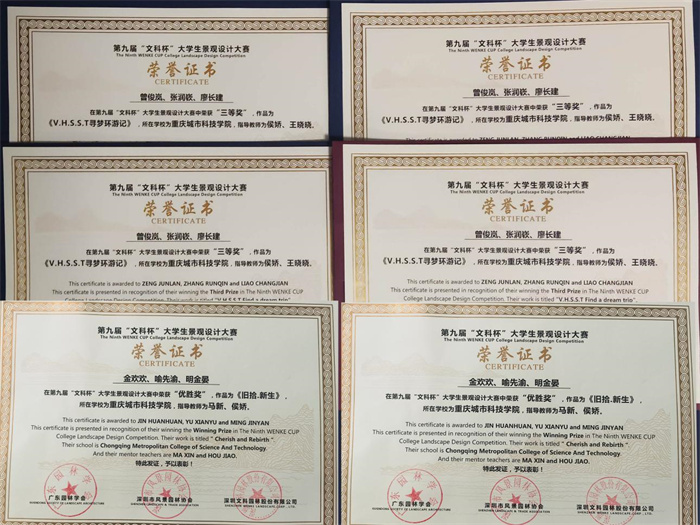 第九届“文科杯”大学生景观设计大赛
The Ninth WENKE CUP College Landscape Design Competition
荣誉证书
CERTIFICATE
曾俊岚、张润嵚、廖长建
在第九届“文科杯”大学生景观设计大赛中荣获“三等奖”，作品为
《V.H.S.S.T寻梦环游记》，所在学校为重庆城市科技学院，指导教师为侯娇、王晓晓。
第九届“文科杯”大学生景观设计大赛
The Ninth WENKE CUP College Landscape Design Competition
荣誉证书
CERTIFICATE
曾俊岚、张润嵚、廖长建
在第九届“文科杯”大学生景观设计大赛中荣获“三等奖”，作品为
《V.H.S.S.T寻梦环游记》，所在学校为重庆城市科技学院，指导教师为侯娇、王晓晓。
This certificate is awarded to ZENG JUNLAN, ZHANG RUNQIN and LIAO CHANGJIAN
第九届“文科杯”大学生景观设计大赛
The Ninth WENKE CUP College Landscape Design Competition
荣誉证书
CERTIFICATE
曾俊岚、张润嵚、廖长建
在第九届“文科杯”大学生景观设计大赛中荣获“三等奖”，作品为
《V.H.S.S.T寻梦环游记》，所在学校为重庆城市科技学院，指导教师为侯娇、王晓晓。
This certificate is awarded to ZENG JUNLAN, ZHANG RUNQIN and LIAO CHANGJIAN
This certificate is presented in recognition of their winning the Third Prize in The Ninth WENKE CUP
College Landscape Design Competition. Their work is titled "V.H.S.S.T Find a dream trip".
第九届“文科杯”大学生景观设计大赛
The Ninth WENKE CUP College Landscape Design Competition
荣誉证书
CERTIFICATE
曾俊岚、张润嵚、廖长建
在第九届“文科杯”大学生景观设计大赛中荣获“三等奖”，作品为
《V.H.S.S.T寻梦环游记》，所在学校为重庆城市科技学院，指导教师为侯娇、王晓晓。
This certificate is awarded to ZENG JUNLAN, ZHANG RUNQIN and LIAO CHANGJIAN
This certificate is presented in recognition of their winning the Third Prize in The Ninth WENKE CUP
College Landscape Design Competition. Their work is titled "V.H.S.S.T Find a dream trip".
第九届“文科杯”大学生景观设计大赛
The Ninth WENKE CUP College Landscape Design Competition
荣誉证书
CERTIFICATE
金欢欢、喻先渝、明金晏
在第九届“文科杯”大学生景观设计大赛中荣获“优胜奖”，作品为《旧拾.新生》，
所在学校为重庆城市科技学院，指导教师为马新、侯娇。
This certificate is awarded to JIN HUANHUAN, YU XIANYU and MING JINYAN
This certificate is presented in recognition of their winning the Winning Prize in The Ninth WENKE CUP
College Landscape Design Competition. Their work is titled " Cherish and Rebirth ".
Their school is Chongqing Metropolitan College of Science And Technology.
And their mentor teachers are MA XIN and HOU JIAO.
特此发证，予以表彰！
广东园林学会
深圳市风景园林协会
深圳文科园林股份有限公司
第九届“文科杯”大学生景观设计大赛
The Ninth WENKE CUP College Landscape Design Competition
荣誉证书
CERTIFICATE
金欢欢、喻先渝、明金晏
在第九届“文科杯”大学生景观设计大赛中荣获“优胜奖”，作品为《旧拾.新生》，
所在学校为重庆城市科技学院，指导教师为马新、侯娇。
This certificate is awarded to JIN HUANHUAN, YU XIANYU and MING JINYAN
This certificate is presented in recognition of their winning the Winning Prize in The Ninth WENKE CUP
College Landscape Design Competition. Their work is titled " Cherish and Rebirth ".
Their school is Chongqing Metropolitan College of Science And Technology.
And their mentor teachers are MA XIN and HOU JIAO.
特此发证，予以表彰！
广东园林学会
深圳市风景园林协会
深圳文科园林股份有限公司